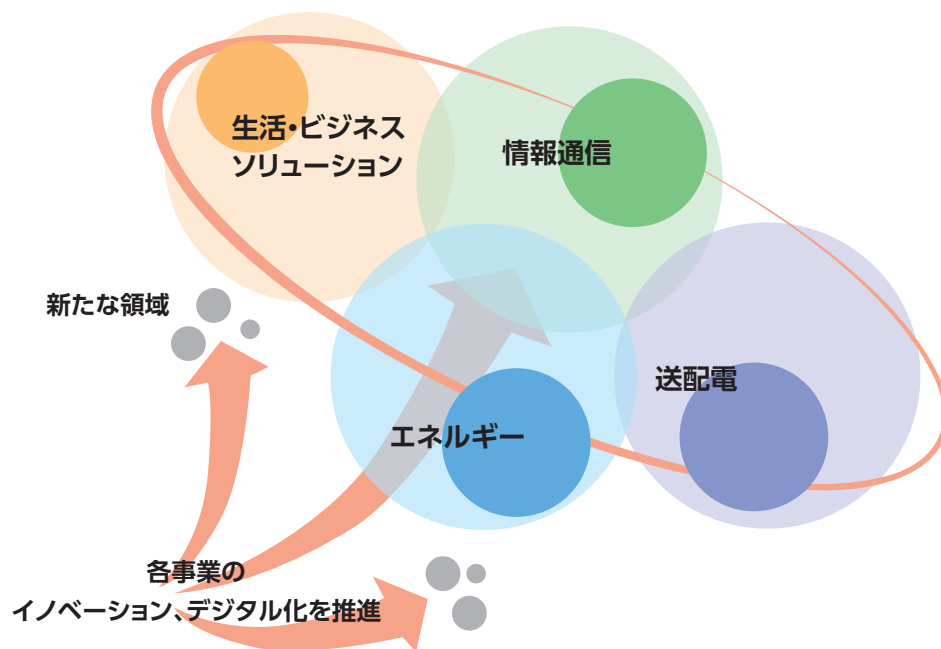 生活・ビジネス
ソリューション
情報通信
新たな領域
送配電
エネルギー
各事業の
イノベーション、デジタル化を推進